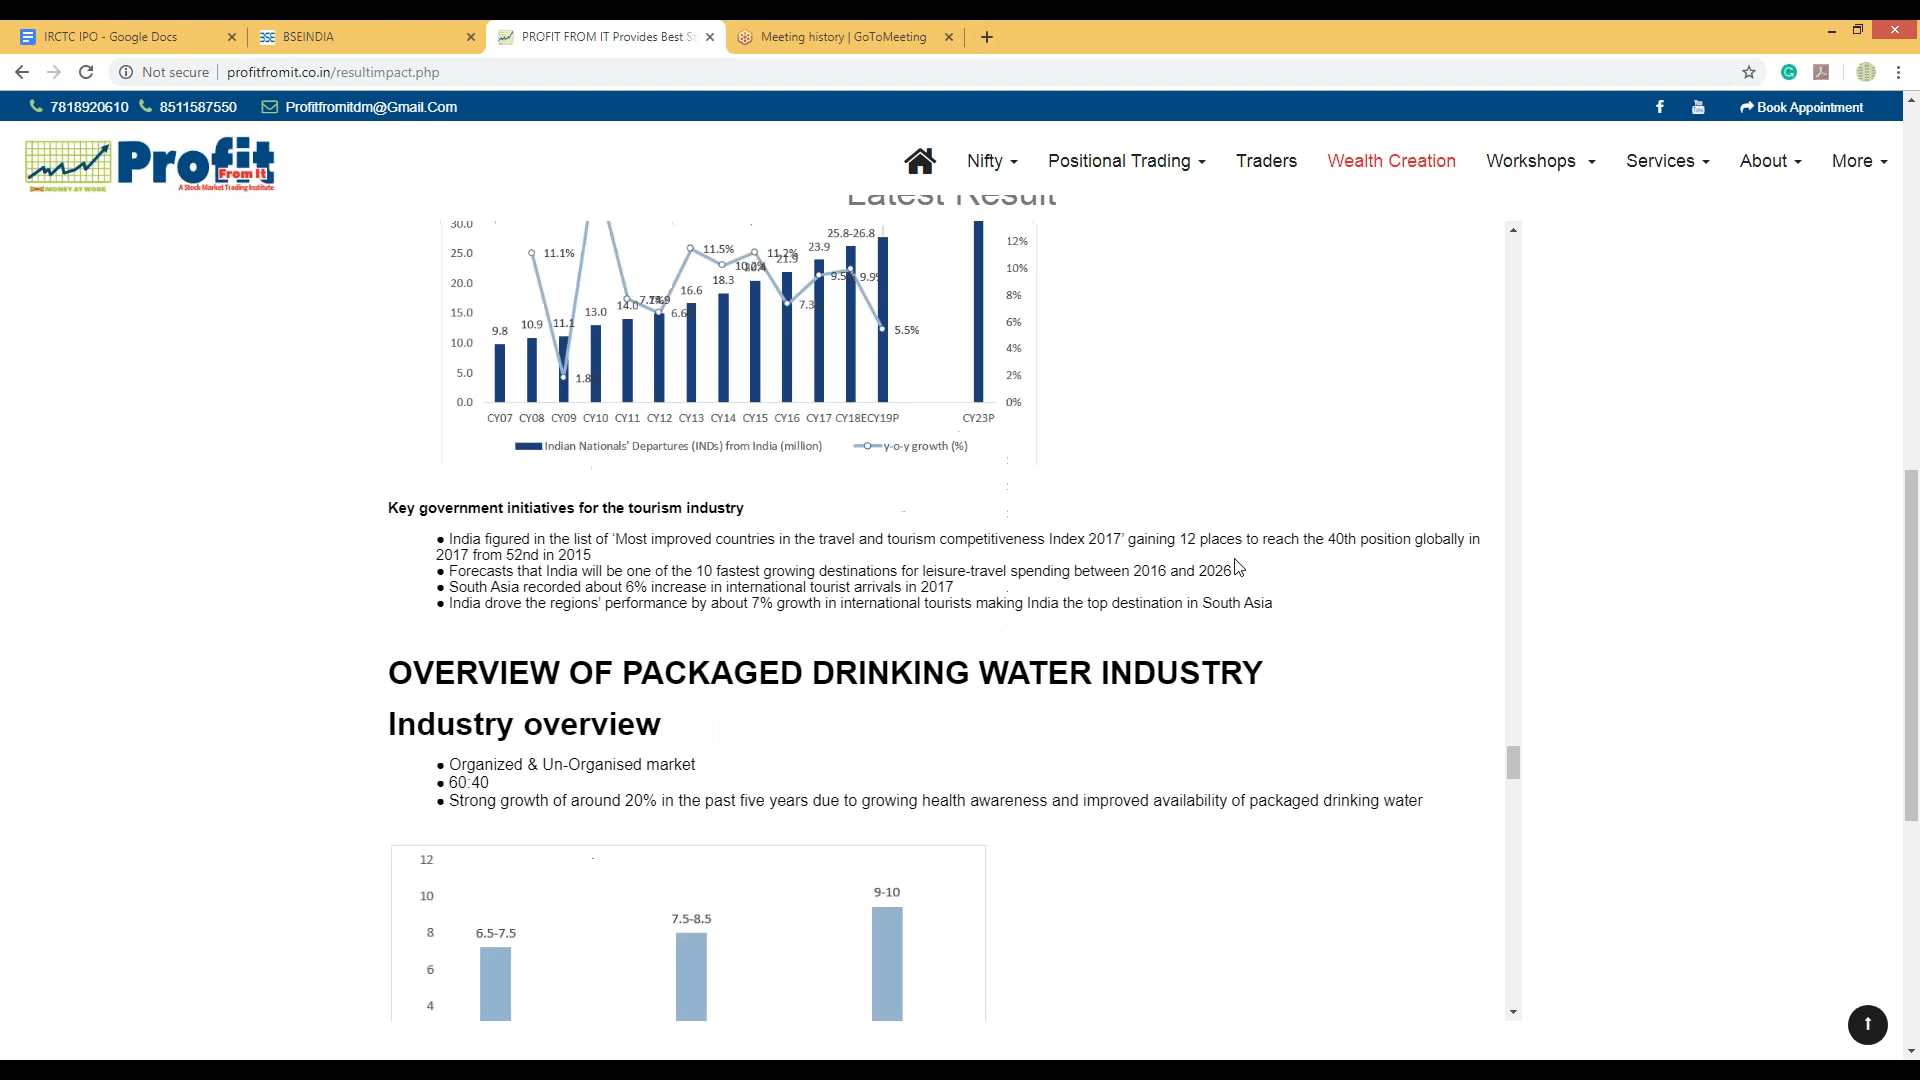 IRCTC IPO - Google Docs
BSEINDIA
PROFIT FROM IT Provides Best S
Meeting history | GoToMeeting
Not secure
profitfromit.co.in/resultimpact.php
7818920610
8511587550
Profitfromitdm@Gmail.Com
Book Appointment
Profit
From It
MONEY AT WORK
A Stock Market Trading Institute
Nifty
Positional Trading
Traders
Wealth Creation
Workshops
Services
About
More
Latest Result
30.0
25.0
20.0
15.0
10.0
5.0
0.0
12%
10%
8%
6%
4%
2%
0%
11.1%
11.5%
11.2%
9.9%
5.5%
9.8
10.9
11.1
13.0
14.0
16.6
18.3
21.9
23.9
25.8-26.8
CY07 CY08 CY09 CY10 CY11 CY12 CY13 CY14 CY15 CY16 CY17 CY18E CY19P CY23P
Indian Nationals' Departures (INDs) from India (million)
y-o-y growth (%)
Key government initiatives for the tourism industry
● India figured in the list of 'Most improved countries in the travel and tourism competitiveness Index 2017' gaining 12 places to reach the 40th position globally in
2017 from 52nd in 2015
● Forecasts that India will be one of the 10 fastest growing destinations for leisure-travel spending between 2016 and 2026
● South Asia recorded about 6% increase in international tourist arrivals in 2017
● India drove the regions' performance by about 7% growth in international tourists making India the top destination in South Asia
OVERVIEW OF PACKAGED DRINKING WATER INDUSTRY
Industry overview
● Organized & Un-Organised market
● 60:40
● Strong growth of around 20% in the past five years due to growing health awareness and improved availability of packaged drinking water
12
10
8
6
4
6.5-7.5
7.5-8.5
9-10